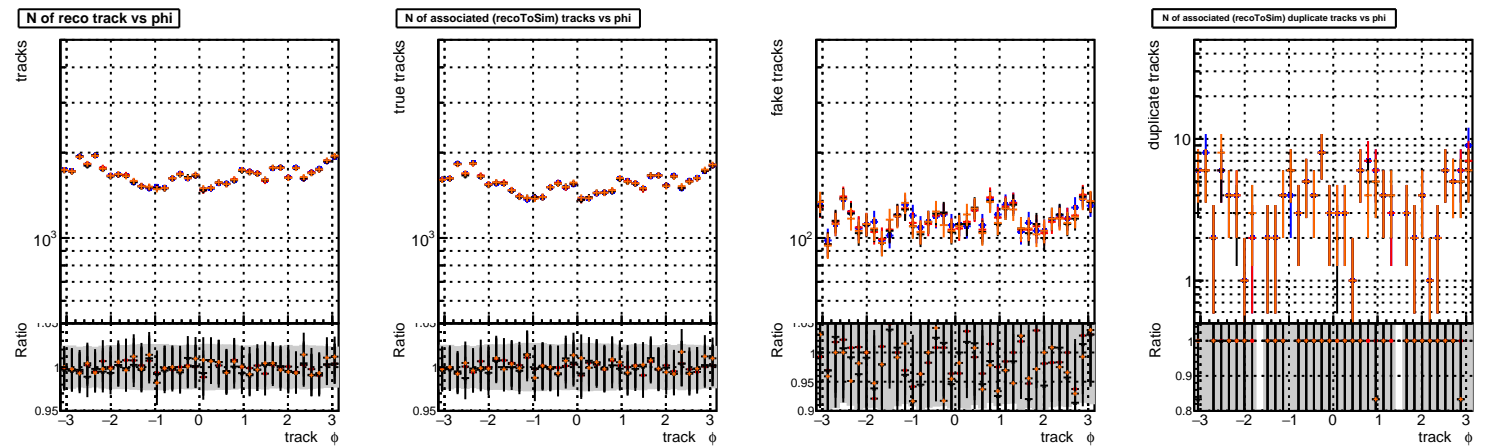 N of reco track vs phi
tracks
10³
Ratio
1
0.95
−3 −2 −1 0 1 2 3
track ϕ
N of associated (recoToSim) tracks vs phi
true tracks
10³
Ratio
1
0.95
−3 −2 −1 0 1 2 3
track ϕ
fake tracks
10²
Ratio
1
0.95
0.9
−3 −2 −1 0 1 2 3
track ϕ
N of associated (recoToSim) duplicate tracks vs phi
duplicate tracks
10
1
Ratio
1
0.9
0.8
−3 −2 −1 0 1 2 3
track ϕ